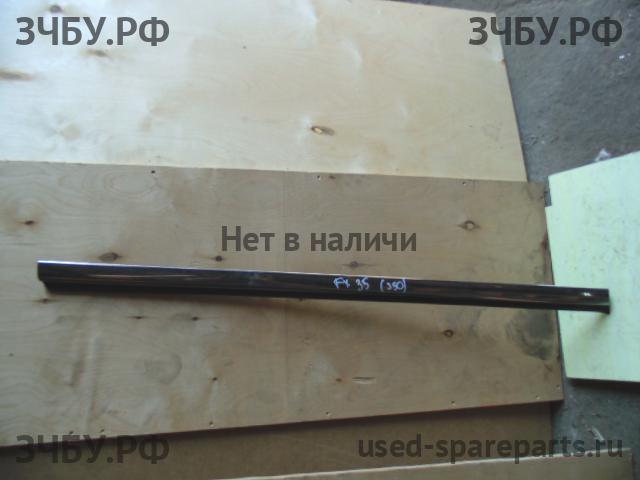 ЗЧБУ.РФ
ЗЧБУ.РФ
Нет в наличи
FX 35 (S50)
ЗЧБУ.РФ
used-spareparts.ru